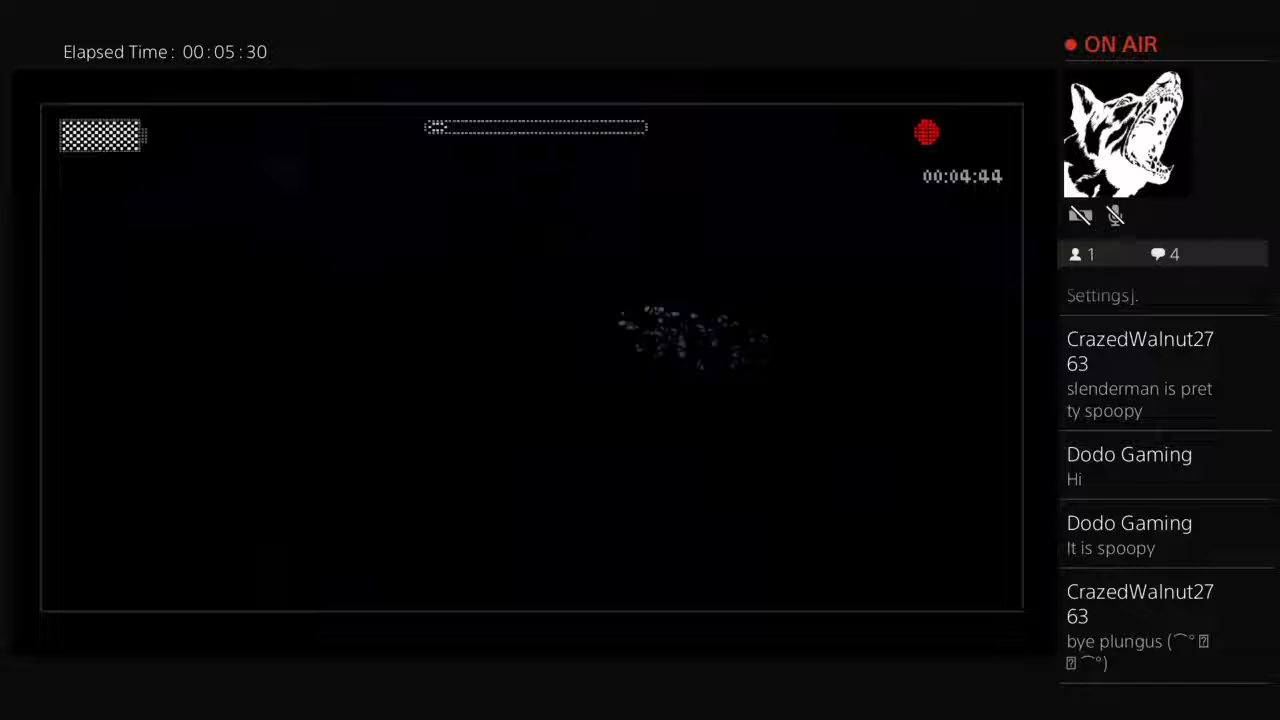 Elapsed Time: 00:05:30
ON AIR
00:04:44
1 4
Settings].
CrazedWalnut27
63
slenderman is pret
ty spoopy
Dodo Gaming
Hi
Dodo Gaming
It is spoopy
CrazedWalnut27
63
bye plungus (⌒°⍰
⍰⌒°)